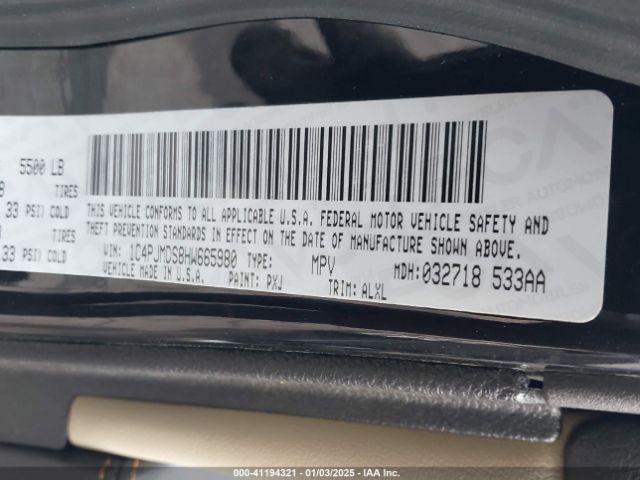 5500 LB
TIRES
33 PSI) COLD
TIRES
33 PSI) COLD
THIS VEHICLE CONFORMS TO ALL APPLICABLE U.S.A. FEDERAL MOTOR VEHICLE SAFETY AND
THEFT PREVENTION STANDARDS IN EFFECT ON THE DATE OF MANUFACTURE SHOWN ABOVE.
VIN: 1C4PJMDS8HW665980 TYPE: MPV MDH:032718 533AA
VEHICLE MADE IN U.S.A. PAINT: PXJ TRIM: ALXL
000-41194321 - 01/03/2025 - IAA